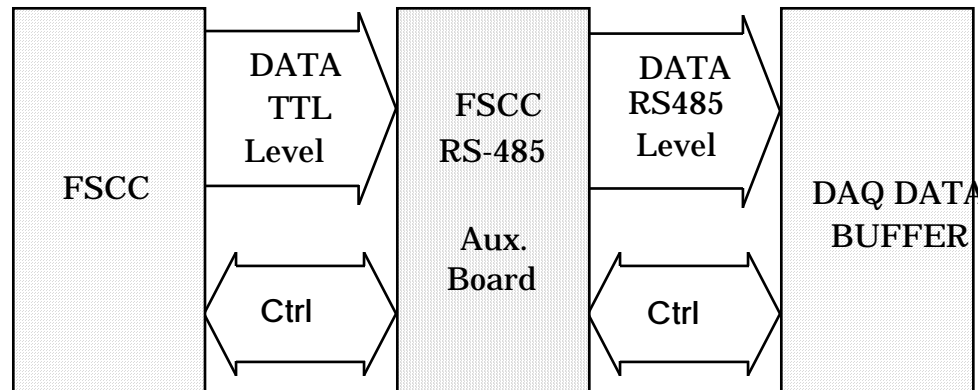 FSCC
DATA
TTL
Level
Ctrl
FSCC
RS-485
Aux.
Board
DATA
RS485
Level
Ctrl
DAQ DATA
BUFFER